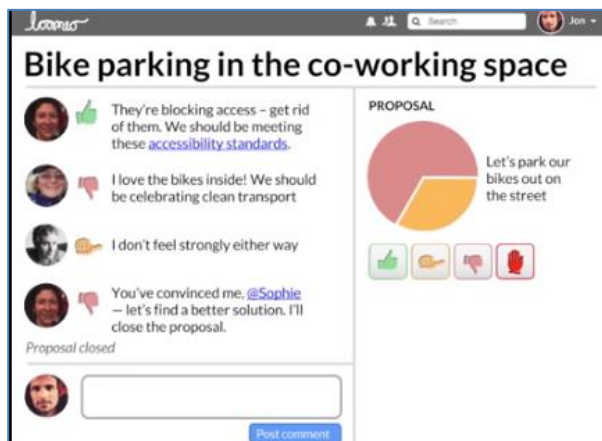 loomio
Search
Jon
Bike parking in the co-working space
They're blocking access – get rid
of them. We should be meeting
these accessibility standards.
I love the bikes inside! We should
be celebrating clean transport
I don't feel strongly either way
You've convinced me, @Sophie
— let's find a better solution. I'll
close the proposal.
Proposal closed
Post comment
PROPOSAL
Let's park our
bikes out on
the street